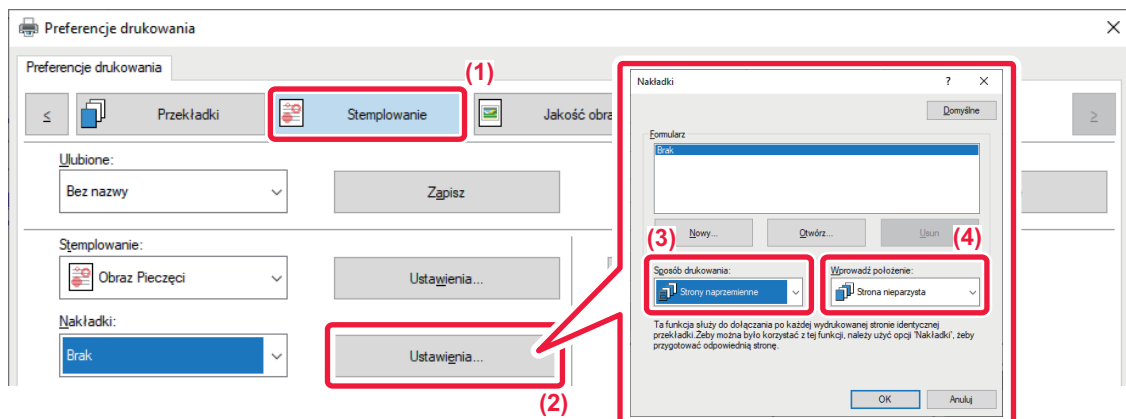 Preferencje drukowania
Preferencje drukowania
(1)
< Przekładki Stemplowanie Jakość obra >
Ulubione:
Bez nazwy
Zapisz
Stemplowanie:
Obraz Pieczęci
Ustawienia...
Nakładki:
Brak
Ustawienia...
(2)
Nakładki ?
Domyślne
Formularz
Brak
Nowy... Otwórz... Usun
(3) (4)
Sposób drukowania: Wprowadź położenie:
Strony naprzemienne Strona nieparzysta
Ta funkcja służy do dołączania po każdej wydrukowanej stronie identycznej
przekładki.Zeby można było korzystać z tej funkcji, należy użyć opcji 'Nakładki', żeby
przygotować odpowiednią stronę.
OK Anuluj